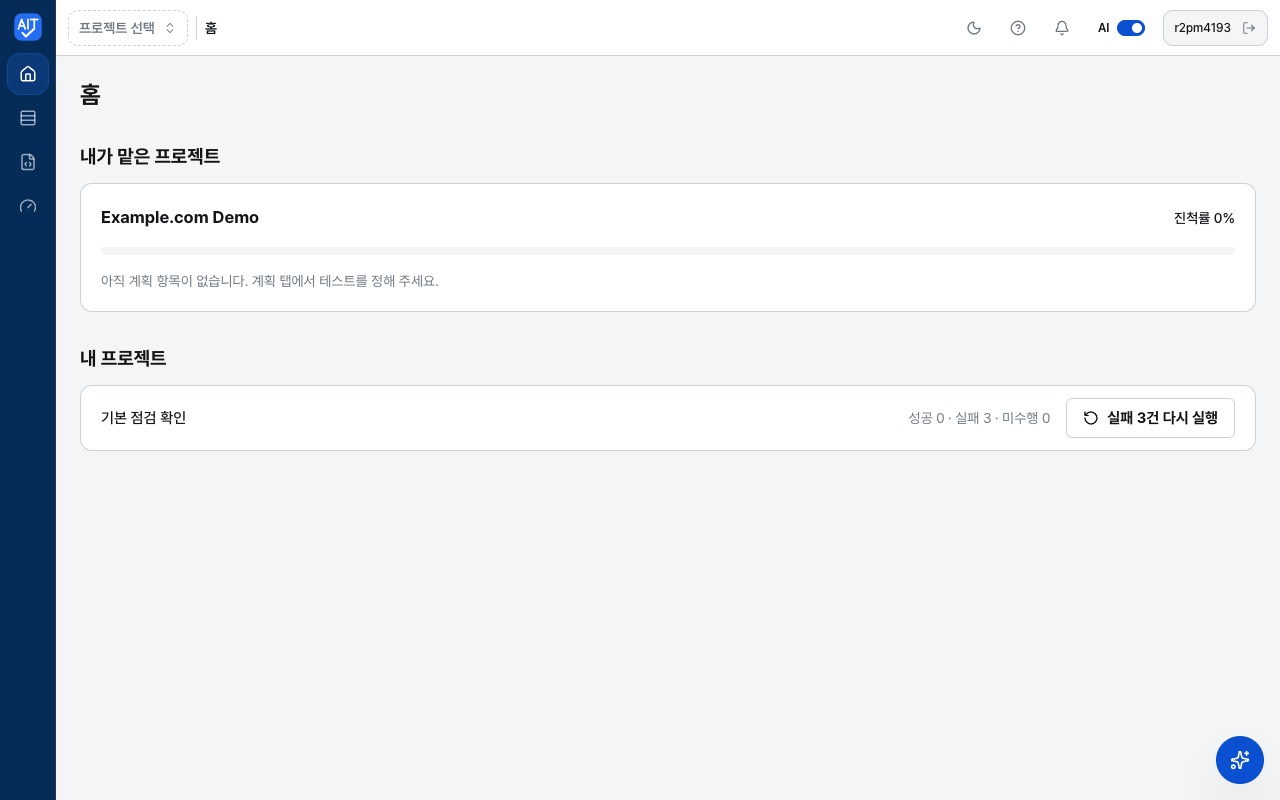 AIT
프로젝트 선택
홈
AI
r2pm4193
홈
내가 맡은 프로젝트
Example.com Demo
진척률 0%
아직 계획 항목이 없습니다. 계획 탭에서 테스트를 정해 주세요.
내 프로젝트
기본 점검 확인
성공 0 · 실패 3 · 미수행 0
실패 3건 다시 실행